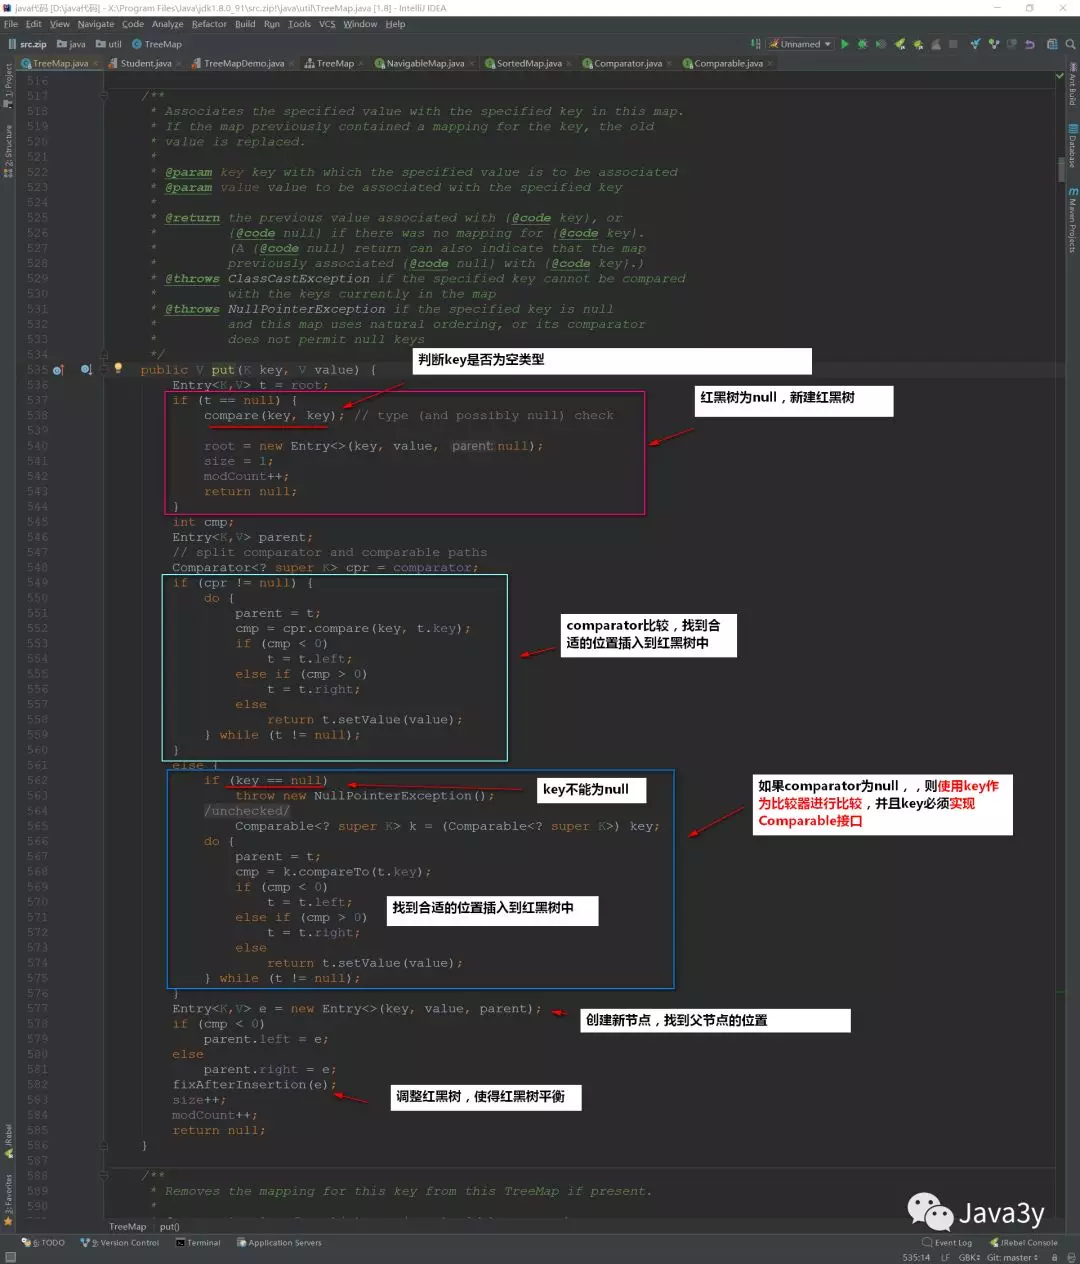 java代码 [D:\java代码] - X:\Program Files\Java\jdk1.8.0_91\src.zip!\java\util\TreeMap.java [1.8] - IntelliJ IDEA
File Edit View Navigate Code Analyze Refactor Build Run Tools VCS Window Help
src.zip java util TreeMap Unnamed
TreeMap.java Student.java TreeMapDemo.java TreeMap NavigableMap.java SortedMap.java Comparator.java Comparable.java
1: Project
2: Structure
JRebel
2: Favorites
Ant Build
Database
Maven Projects
516
517 /**
518 * Associates the specified value with the specified key in this map.
519 * If the map previously contained a mapping for the key, the old
520 * value is replaced.
521 *
522 * @param key key with which the specified value is to be associated
523 * @param value value to be associated with the specified key
524 *
525 * @return the previous value associated with {@code key}, or
526 * {@code null} if there was no mapping for {@code key}.
527 * (A {@code null} return can also indicate that the map
528 * previously associated {@code null} with {@code key}.)
529 * @throws ClassCastException if the specified key cannot be compared
530 * with the keys currently in the map
531 * @throws NullPointerException if the specified key is null
532 * and this map uses natural ordering, or its comparator
533 * does not permit null keys
534 */
判断key是否为空类型
535 public V put(K key, V value) {
536 Entry<K,V> t = root;
537 if (t == null) {
红黑树为null，新建红黑树
538 compare(key, key); // type (and possibly null) check
539
540 root = new Entry<>(key, value, parent: null);
541 size = 1;
542 modCount++;
543 return null;
544 }
545 int cmp;
546 Entry<K,V> parent;
547 // split comparator and comparable paths
548 Comparator<? super K> cpr = comparator;
549 if (cpr != null) {
550 do {
551 parent = t;
552 cmp = cpr.compare(key, t.key);
comparator比较，找到合
适的位置插入到红黑树中
553 if (cmp < 0)
554 t = t.left;
555 else if (cmp > 0)
556 t = t.right;
557 else
558 return t.setValue(value);
559 } while (t != null);
560 }
561 else {
562 if (key == null)
key不能为null
563 throw new NullPointerException();
如果comparator为null，，则使用key作
为比较器进行比较，并且key必须实现
Comparable接口
564 /unchecked/
565 Comparable<? super K> k = (Comparable<? super K>) key;
566 do {
567 parent = t;
568 cmp = k.compareTo(t.key);
569 if (cmp < 0)
570 t = t.left;
找到合适的位置插入到红黑树中
571 else if (cmp > 0)
572 t = t.right;
573 else
574 return t.setValue(value);
575 } while (t != null);
576 }
577 Entry<K,V> e = new Entry<>(key, value, parent);
创建新节点，找到父节点的位置
578 if (cmp < 0)
579 parent.left = e;
580 else
581 parent.right = e;
582 fixAfterInsertion(e);
调整红黑树，使得红黑树平衡
583 size++;
584 modCount++;
585 return null;
586 }
587
588 /**
589 * Removes the mapping for this key from this TreeMap if present.
590 *
Java3y
TreeMap put()
6: TODO 9: Version Control Terminal Application Servers Event Log JRebel Console
535:14 LF GBK Git: master